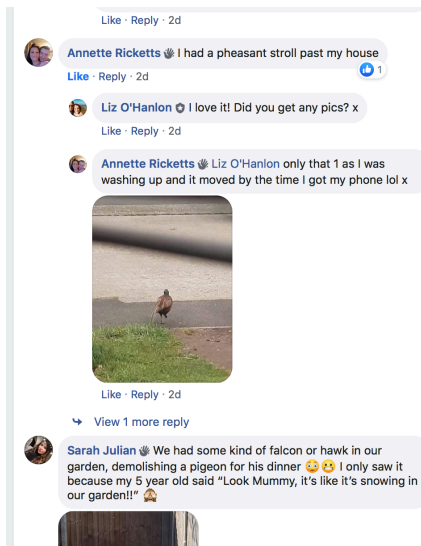 Like · Reply · 2d
Annette Ricketts I had a pheasant stroll past my house
1
Like · Reply · 2d
Liz O'Hanlon I love it! Did you get any pics? x
Like · Reply · 2d
Annette Ricketts Liz O'Hanlon only that 1 as I was
washing up and it moved by the time I got my phone lol x
Like · Reply · 2d
View 1 more reply
Sarah Julian We had some kind of falcon or hawk in our
garden, demolishing a pigeon for his dinner 😳😬 I only saw it
because my 5 year old said “Look Mummy, it’s like it’s snowing in
our garden!!” 🙈